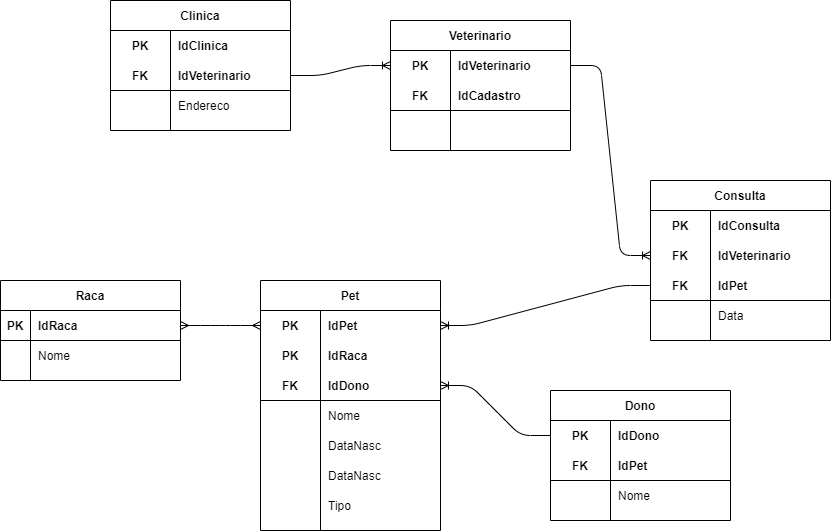 Clinica
PK IdClinica
FK IdVeterinario
Endereco
Veterinario
PK IdVeterinario
FK IdCadastro
Consulta
PK IdConsulta
FK IdVeterinario
FK IdPet
Data
Raca
PK IdRaca
Nome
Pet
PK IdPet
PK IdRaca
FK IdDono
Nome
DataNasc
DataNasc
Tipo
Dono
PK IdDono
FK IdPet
Nome